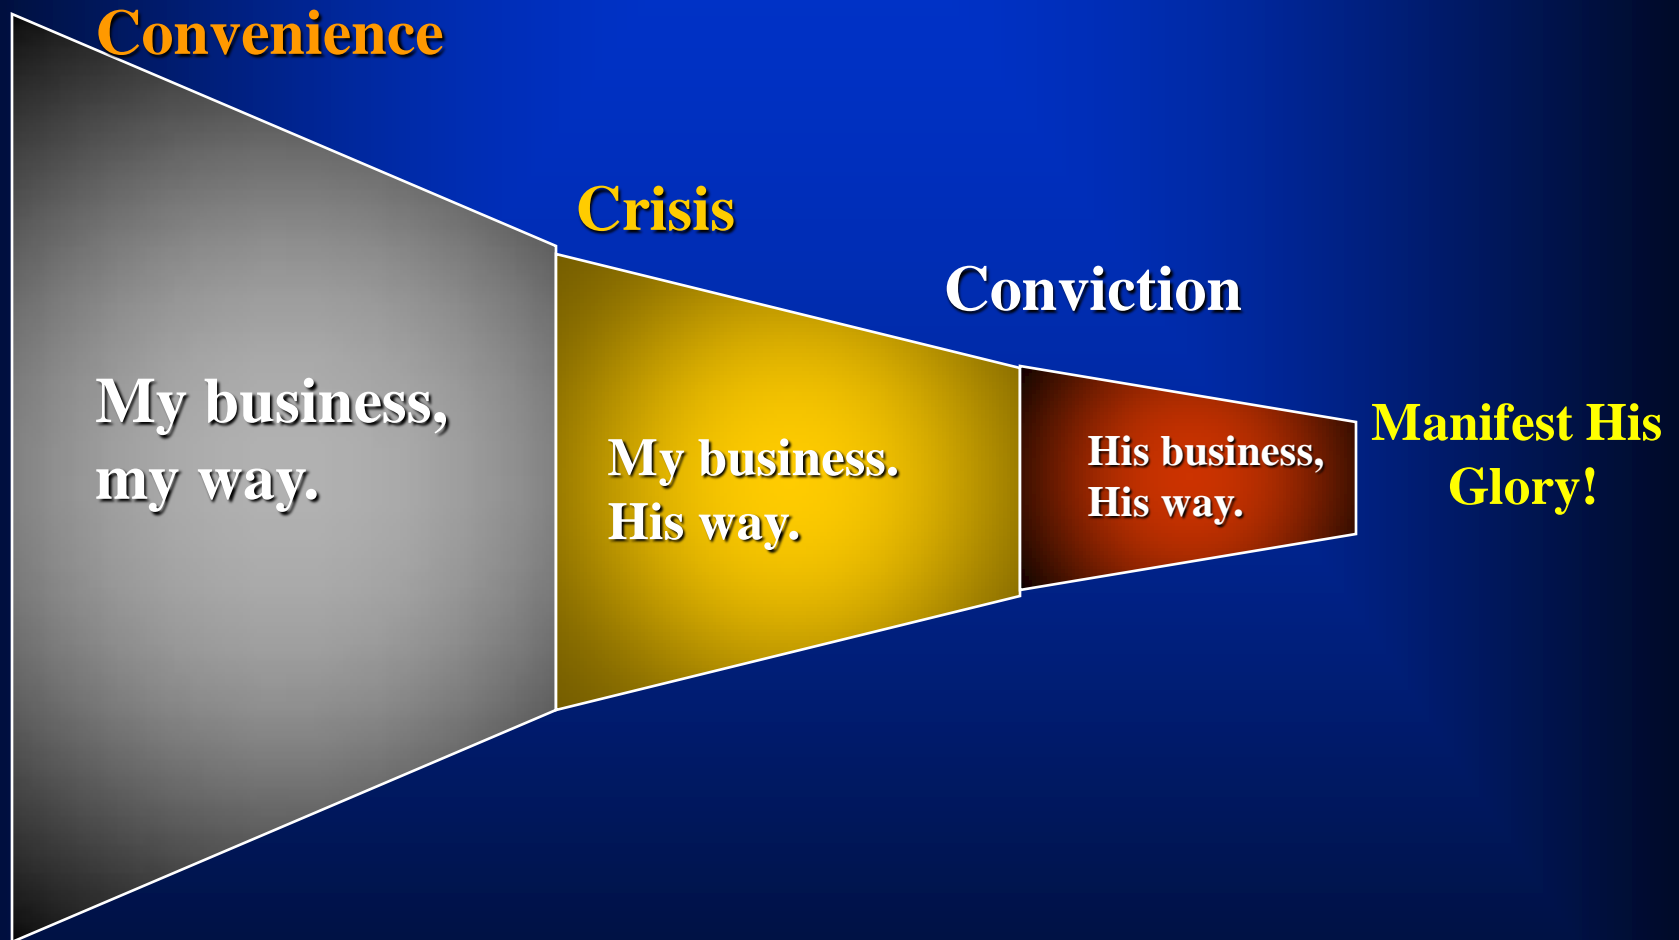 Convenience
My business,
my way.
Crisis
My business.
His way.
Conviction
His business,
His way.
Manifest His
Glory!